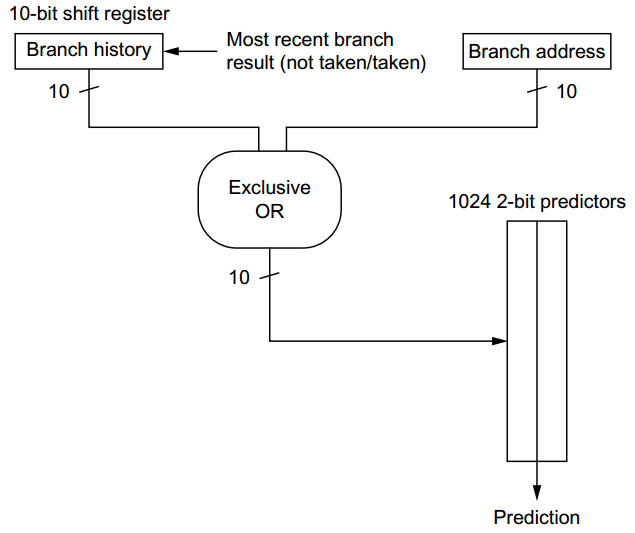 10-bit shift register
Branch history
Most recent branch
result (not taken/taken)
Branch address
10
10
Exclusive
OR
1024 2-bit predictors
10
Prediction